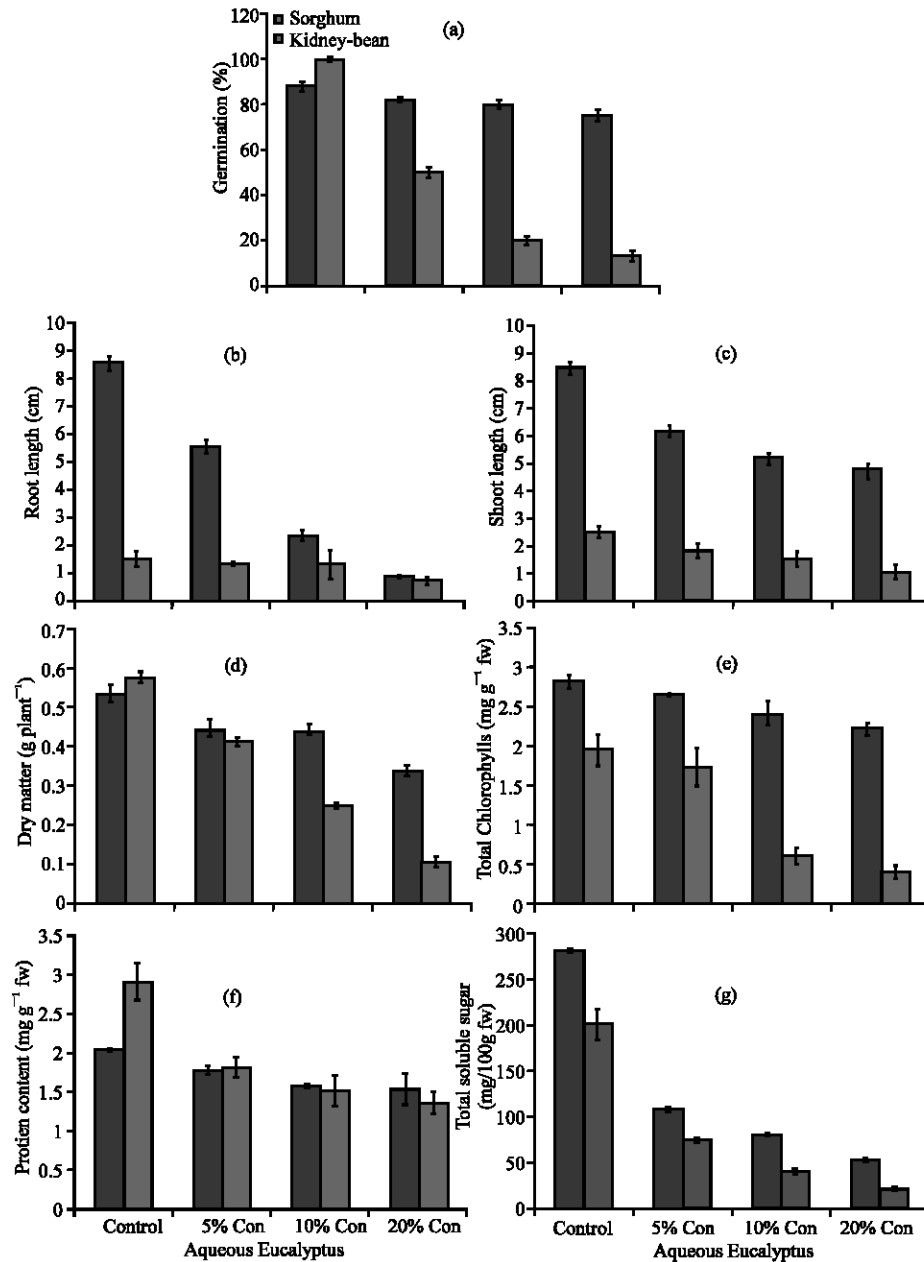 Sorghum
Kidney-bean
(a)
Germination (%)
120
100
80
60
40
20
0
(b)
Root length (cm)
10
9
8
7
6
5
4
3
2
1
0
(c)
Shoot length (cm)
10
9
8
7
6
5
4
3
2
1
0
(d)
Dry matter (g plant⁻¹)
0.7
0.6
0.5
0.4
0.3
0.2
0.1
0
(e)
Total Chlorophylls (mg g⁻¹ fw)
3.5
3
2.5
2
1.5
1
0.5
0
(f)
Protien content (mg g⁻¹ fw)
3.5
3
2.5
2
1.5
1
0.5
0
Control 5% Con 10% Con 20% Con
Aqueous Eucalyptus
(g)
Total soluble sugar
(mg/100g fw)
300
250
200
150
100
50
0
Control 5% Con 10% Con 20% Con
Aqueous Eucalyptus